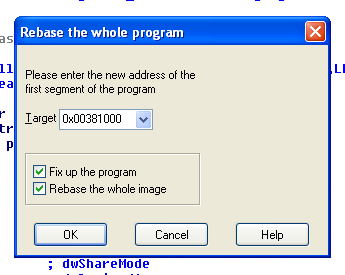 Rebase the whole program
Please enter the new address of the
first segment of the program
Target 0x00381000
Fix up the program
Rebase the whole image
OK Cancel Help
; dwShareMode